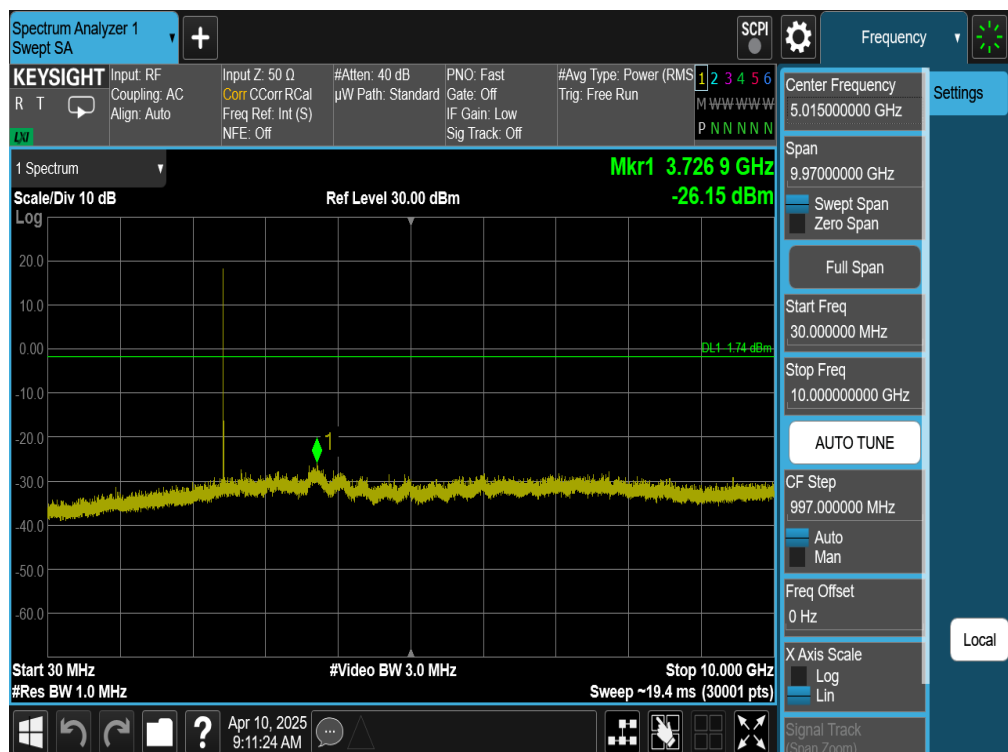 Spectrum Analyzer 1
Swept SA
+
SCPI
Frequency
KEYSIGHT
R T
LXI
Input: RF
Coupling: AC
Align: Auto
Input Z: 50 Ω
Corr CCorr RCal
Freq Ref: Int (S)
NFE: Off
#Atten: 40 dB
µW Path: Standard
PNO: Fast
Gate: Off
IF Gain: Low
Sig Track: Off
#Avg Type: Power (RMS
Trig: Free Run
1 2 3 4 5 6
M W W W W W
P N N N N N
1 Spectrum
Mkr1 3.726 9 GHz
-26.15 dBm
Scale/Div 10 dB
Ref Level 30.00 dBm
Log
20.0
10.0
0.00
-10.0
-20.0
-30.0
-40.0
-50.0
-60.0
DL1 -1.74 dBm
1
Start 30 MHz
#Video BW 3.0 MHz
Stop 10.000 GHz
#Res BW 1.0 MHz
Sweep ~19.4 ms (30001 pts)
Apr 10, 2025
9:11:24 AM
?
Center Frequency
5.015000000 GHz
Span
9.97000000 GHz
Swept Span
Zero Span
Full Span
Start Freq
30.000000 MHz
Stop Freq
10.000000000 GHz
AUTO TUNE
CF Step
997.000000 MHz
Auto
Man
Freq Offset
0 Hz
X Axis Scale
Log
Lin
Signal Track
(Span Zoom)
Settings
Local